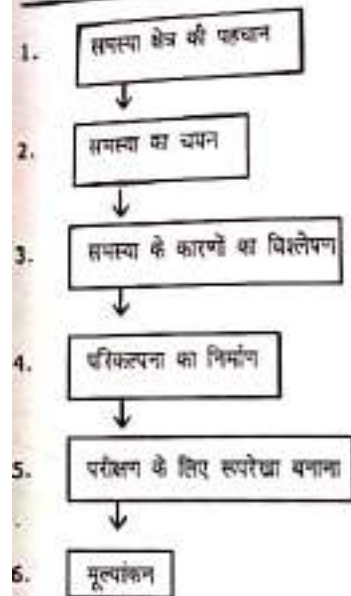 1. समस्या क्षेत्र की पहचान
2. समस्या का चयन
3. समस्या के कारणों का विश्लेषण
4. परिकल्पना का निर्माण
5. परीक्षण के लिए रूपरेखा बनाना
6. मूल्यांकन